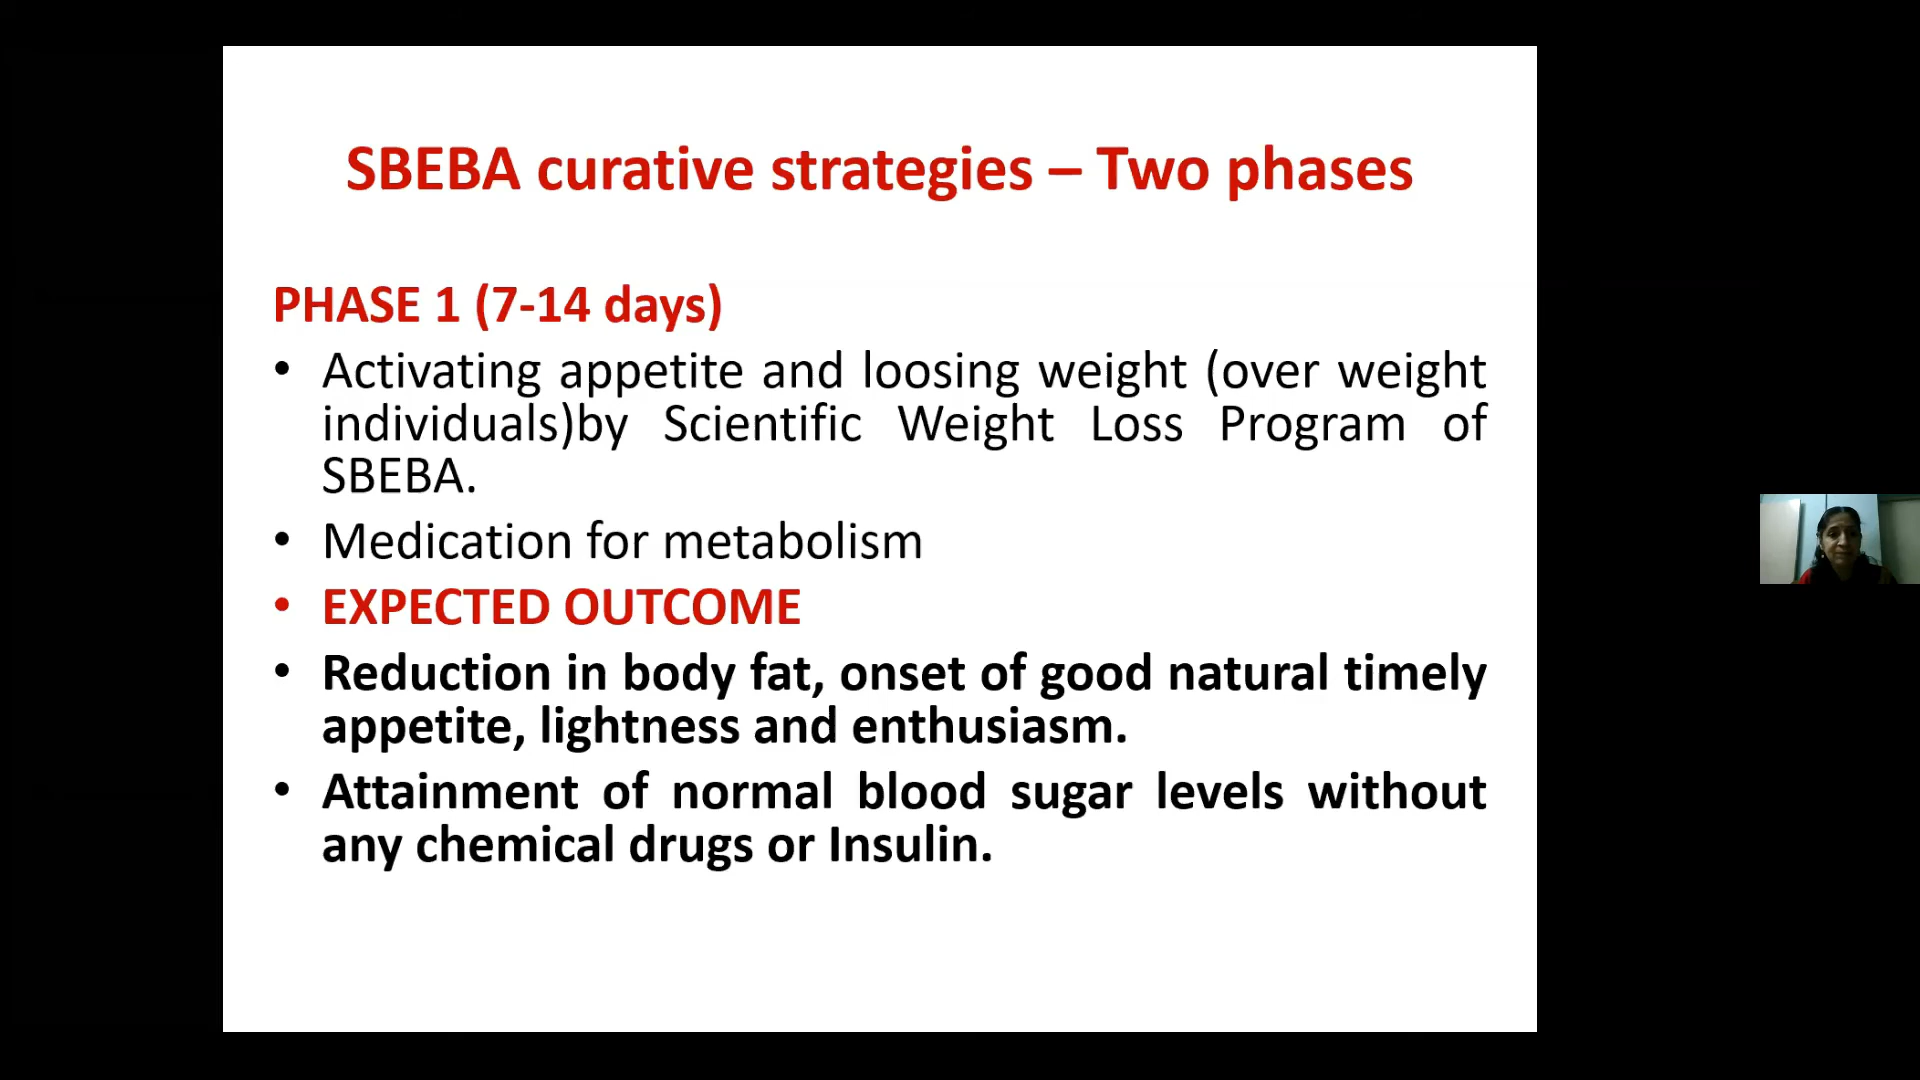 SBEBA curative strategies – Two phases
PHASE 1 (7-14 days)
• Activating appetite and loosing weight (over weight
individuals)by Scientific Weight Loss Program of
SBEBA.
• Medication for metabolism
• EXPECTED OUTCOME
• Reduction in body fat, onset of good natural timely
appetite, lightness and enthusiasm.
• Attainment of normal blood sugar levels without
any chemical drugs or Insulin.